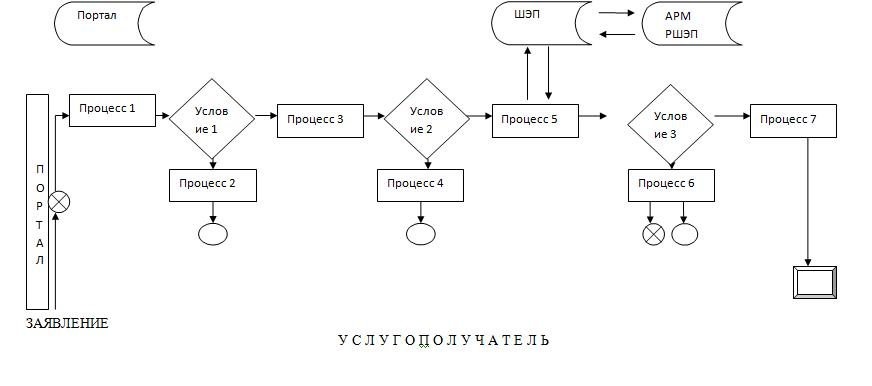 Портал
ШЭП
АРМ
РШЭП
Процесс 1
Услов
ие 1
Процесс 3
Услов
ие 2
Процесс 5
Услов
ие 3
Процесс 7
Процесс 2
Процесс 4
Процесс 6
П
О
Р
Т
А
Л
ЗАЯВЛЕНИЕ
У С Л У Г О П О Л У Ч А Т Е Л Ь